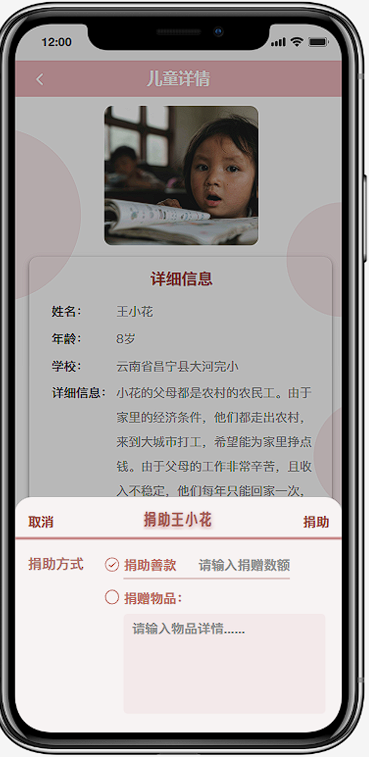 12:00
儿童详情
详细信息
姓名： 王小花
年龄： 8岁
学校： 云南省昌宁县大河完小
详细信息： 小花的父母都是农村的农民工。由于
家里的经济条件，他们都走出农村，
来到大城市打工，希望能为家里挣点
钱。由于父母的工作非常辛苦，且收
入不稳定，他们每年只能回家一次，
取消 捐助王小花 捐助
捐助方式 捐助善款 请输入捐赠数额
捐赠物品：
请输入物品详情......